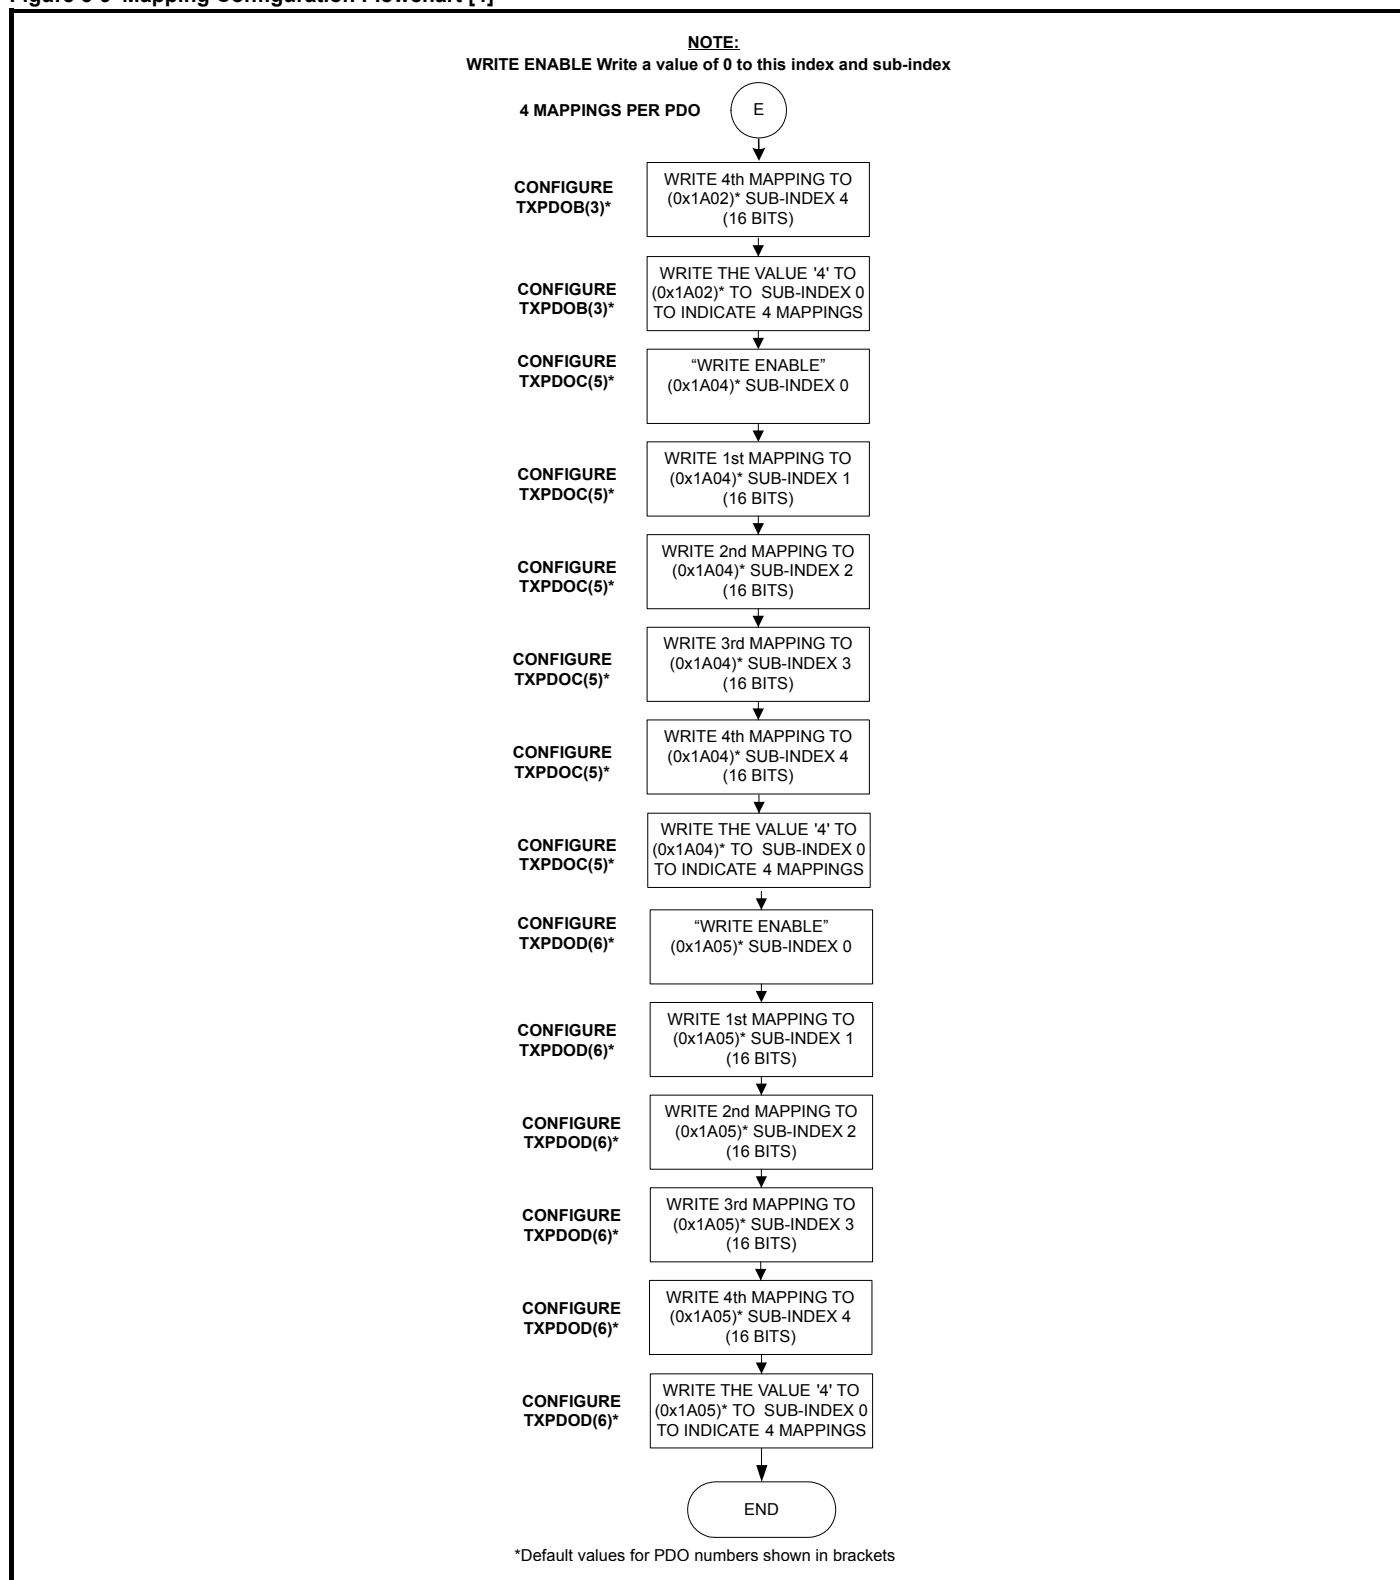 NOTE:
WRITE ENABLE Write a value of 0 to this index and sub-index
4 MAPPINGS PER PDO
E
CONFIGURE
TXPDOB(3)*
WRITE 4th MAPPING TO
(0x1A02)* SUB-INDEX 4
(16 BITS)
CONFIGURE
TXPDOB(3)*
WRITE THE VALUE '4' TO
(0x1A02)* TO SUB-INDEX 0
TO INDICATE 4 MAPPINGS
CONFIGURE
TXPDOC(5)*
“WRITE ENABLE”
(0x1A04)* SUB-INDEX 0
CONFIGURE
TXPDOC(5)*
WRITE 1st MAPPING TO
(0x1A04)* SUB-INDEX 1
(16 BITS)
CONFIGURE
TXPDOC(5)*
WRITE 2nd MAPPING TO
(0x1A04)* SUB-INDEX 2
(16 BITS)
CONFIGURE
TXPDOC(5)*
WRITE 3rd MAPPING TO
(0x1A04)* SUB-INDEX 3
(16 BITS)
CONFIGURE
TXPDOC(5)*
WRITE 4th MAPPING TO
(0x1A04)* SUB-INDEX 4
(16 BITS)
CONFIGURE
TXPDOC(5)*
WRITE THE VALUE '4' TO
(0x1A04)* TO SUB-INDEX 0
TO INDICATE 4 MAPPINGS
CONFIGURE
TXPDOD(6)*
“WRITE ENABLE”
(0x1A05)* SUB-INDEX 0
CONFIGURE
TXPDOD(6)*
WRITE 1st MAPPING TO
(0x1A05)* SUB-INDEX 1
(16 BITS)
CONFIGURE
TXPDOD(6)*
WRITE 2nd MAPPING TO
(0x1A05)* SUB-INDEX 2
(16 BITS)
CONFIGURE
TXPDOD(6)*
WRITE 3rd MAPPING TO
(0x1A05)* SUB-INDEX 3
(16 BITS)
CONFIGURE
TXPDOD(6)*
WRITE 4th MAPPING TO
(0x1A05)* SUB-INDEX 4
(16 BITS)
CONFIGURE
TXPDOD(6)*
WRITE THE VALUE '4' TO
(0x1A05)* TO SUB-INDEX 0
TO INDICATE 4 MAPPINGS
END
*Default values for PDO numbers shown in brackets